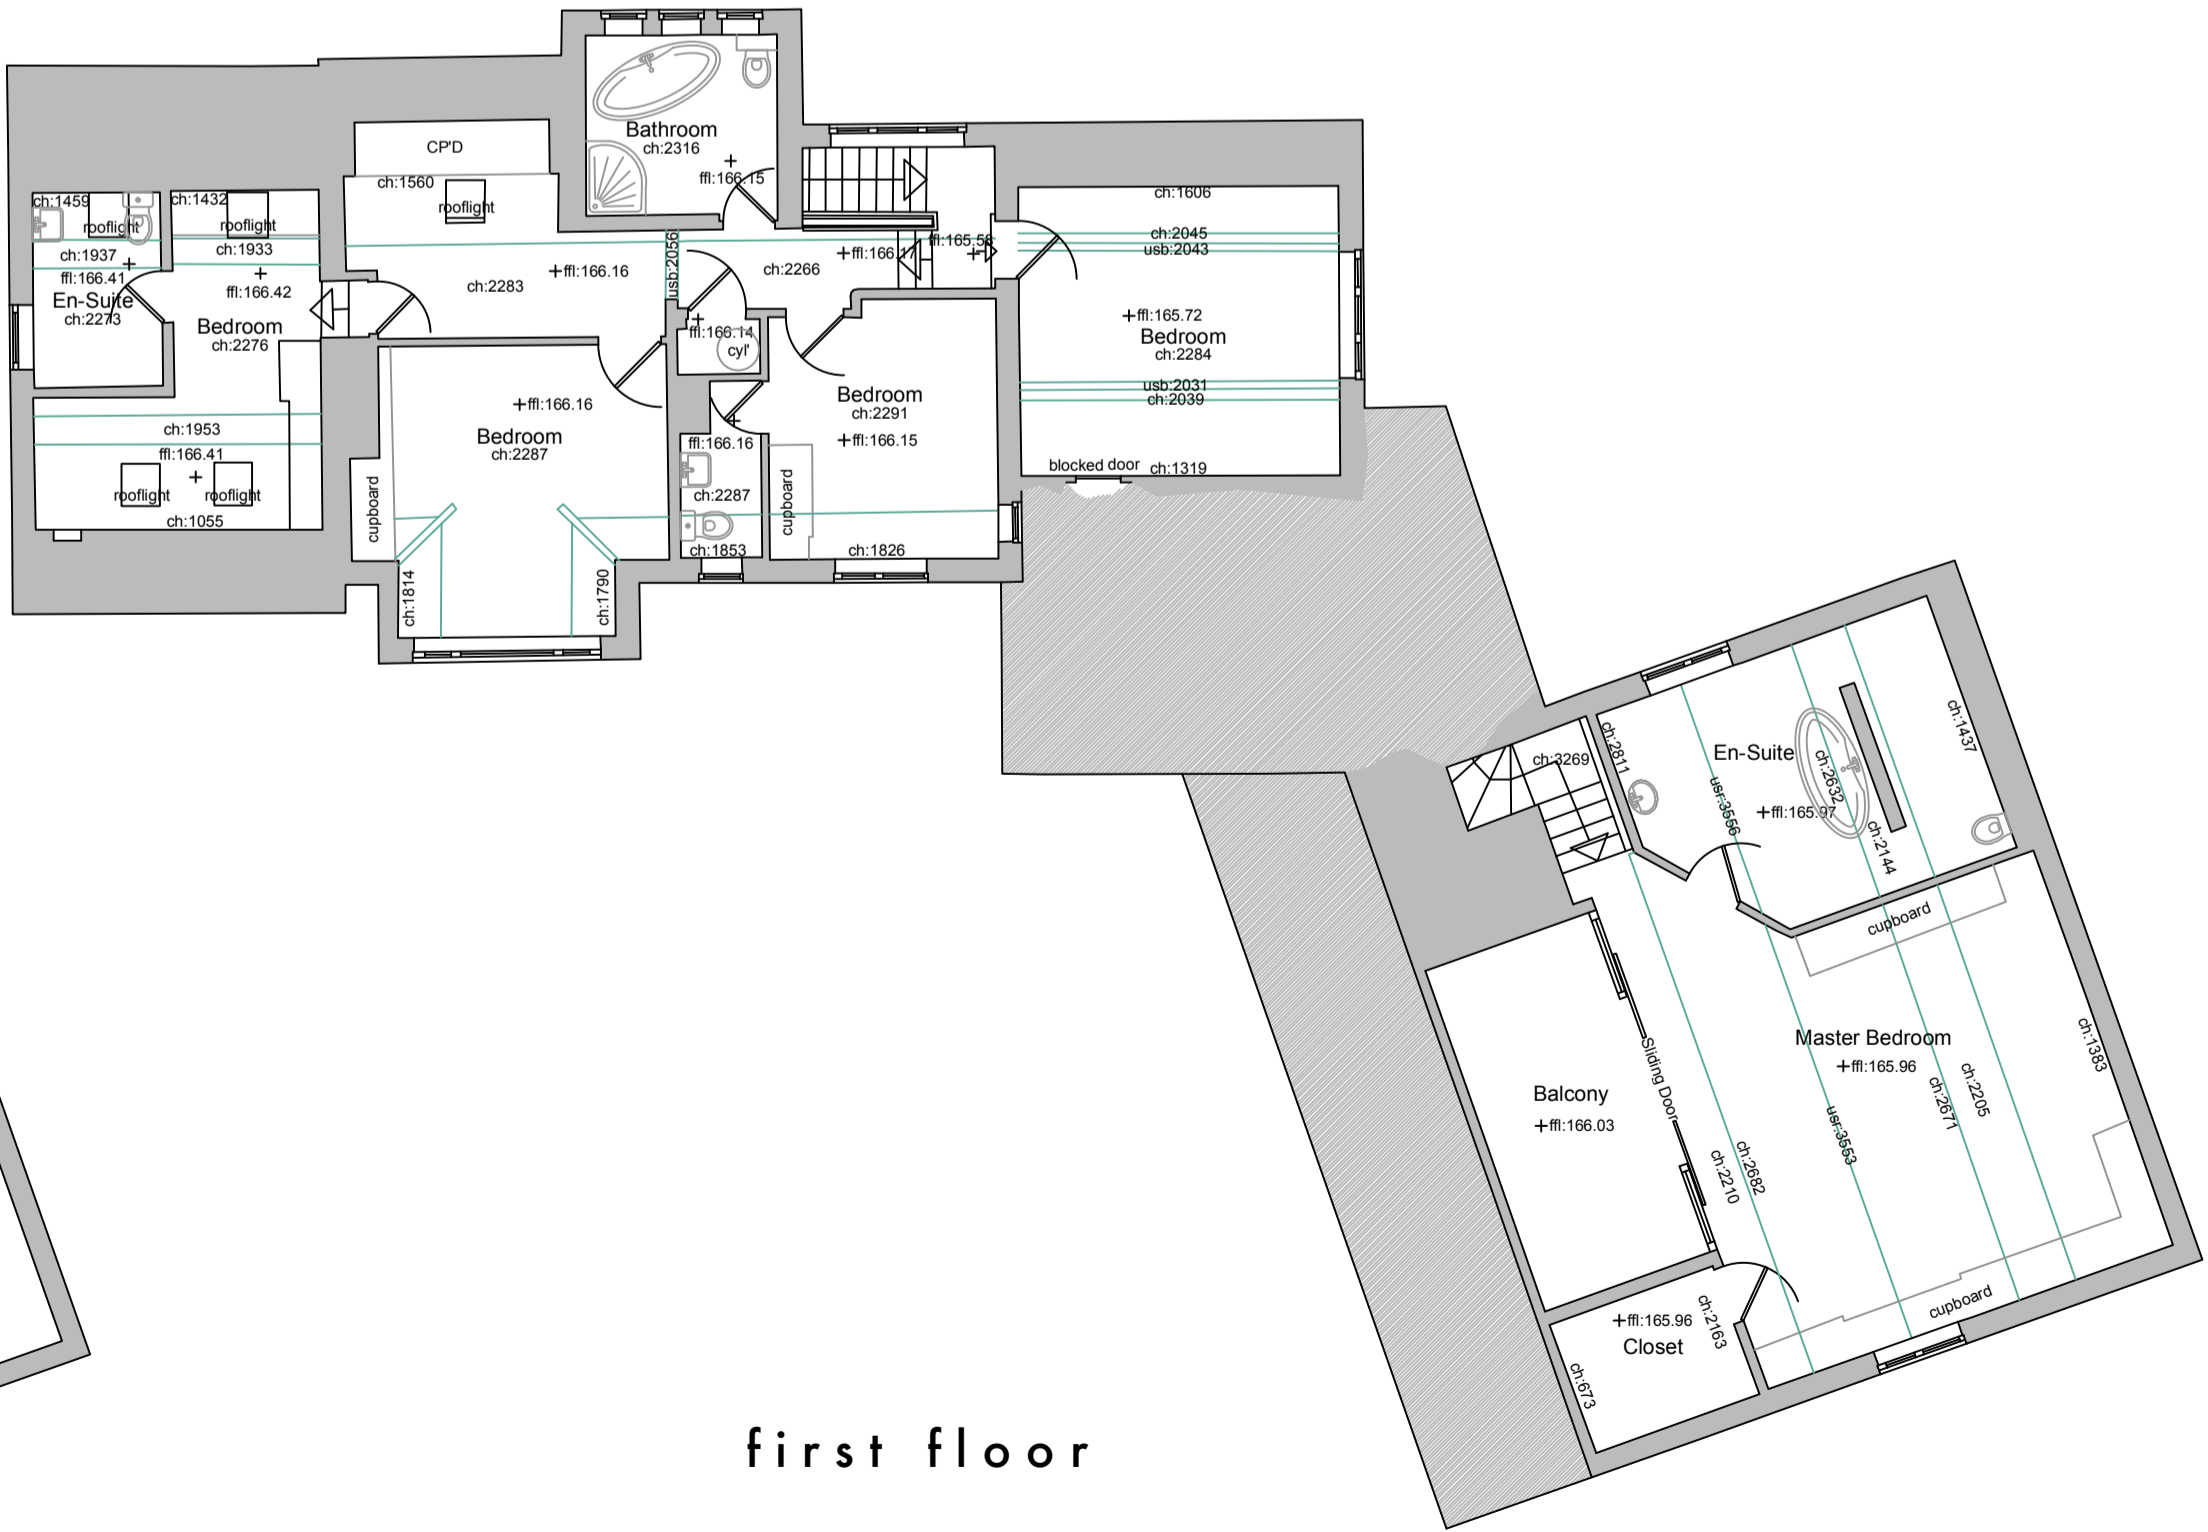 Bathroom
ch:2316
ffl:166.15
CP'D
ch:1560
rooflight
ch:1459
rooflight
ch:1937
ffl:166.41
En-Suite
ch:2273
ch:1432
rooflight
ch:1933
ffl:166.42
Bedroom
ch:2276
ch:1953
ffl:166.41
rooflight
rooflight
ch:1055
ch:2283
ffl:166.16
usb:2056
ch:2266
ffl:166.17
ffl:166.14
cyl'
ffl:166.16
Bedroom
ch:2287
cupboard
ch:1814
ch:1790
ffl:166.16
ch:2287
ch:1853
Bedroom
ch:2291
ffl:166.15
cupboard
ch:1826
ch:1606
ch:2045
usb:2043
ffl:165.72
Bedroom
ch:2284
usb:2031
ch:2039
blocked door
ch:1319
ch:3269
ch:2811
En-Suite
ffl:165.97
usr:3556
ch:2632
ch:2144
ch:1437
cupboard
Master Bedroom
ffl:165.96
ch:1383
ch:2205
ch:2671
usr:3553
ch:2682
ch:2210
Sliding Door
Balcony
ffl:166.03
ffl:165.96
Closet
ch:2163
ch:673
cupboard
first floor